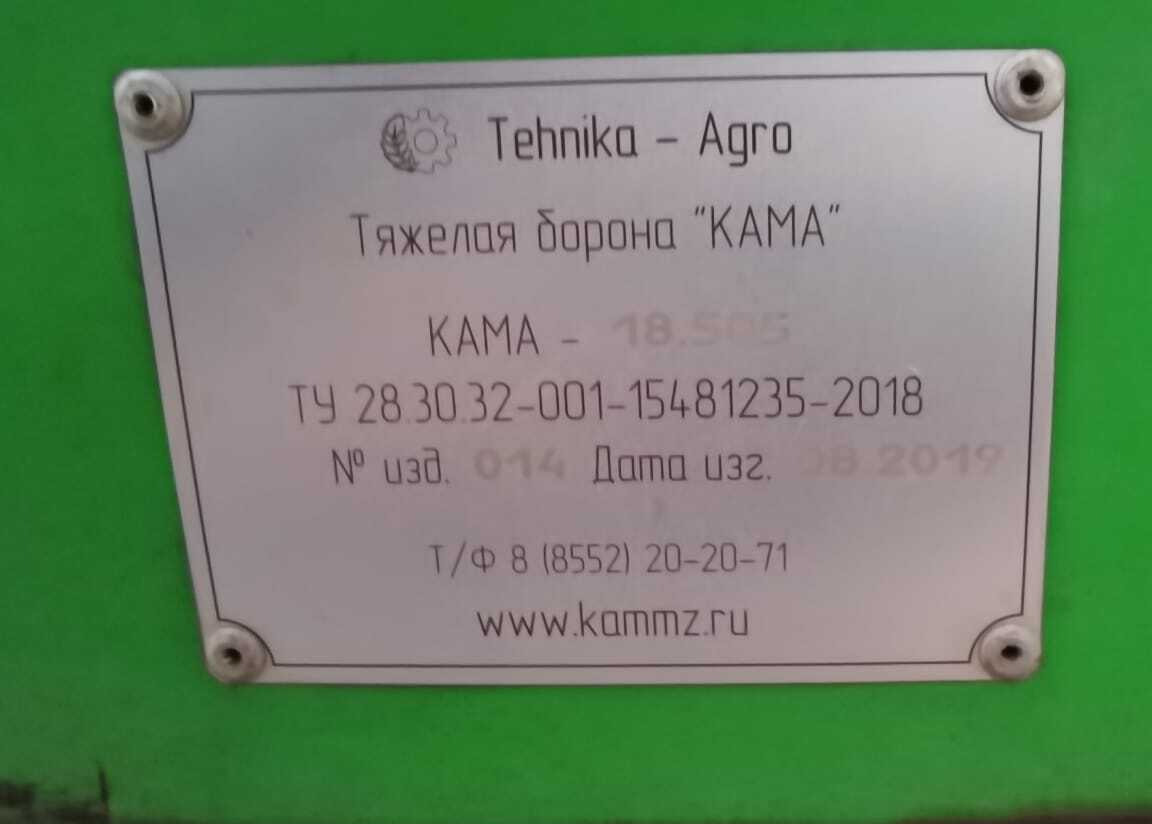 Tehnika - Agro
Тяжелая борона "КАМА"
КАМА - 18.505
ТУ 28.30.32-001-15481235-2018
№ изд. 014 Дата изг. 08.2019
Т/Ф 8 (8552) 20-20-71
www.kammz.ru